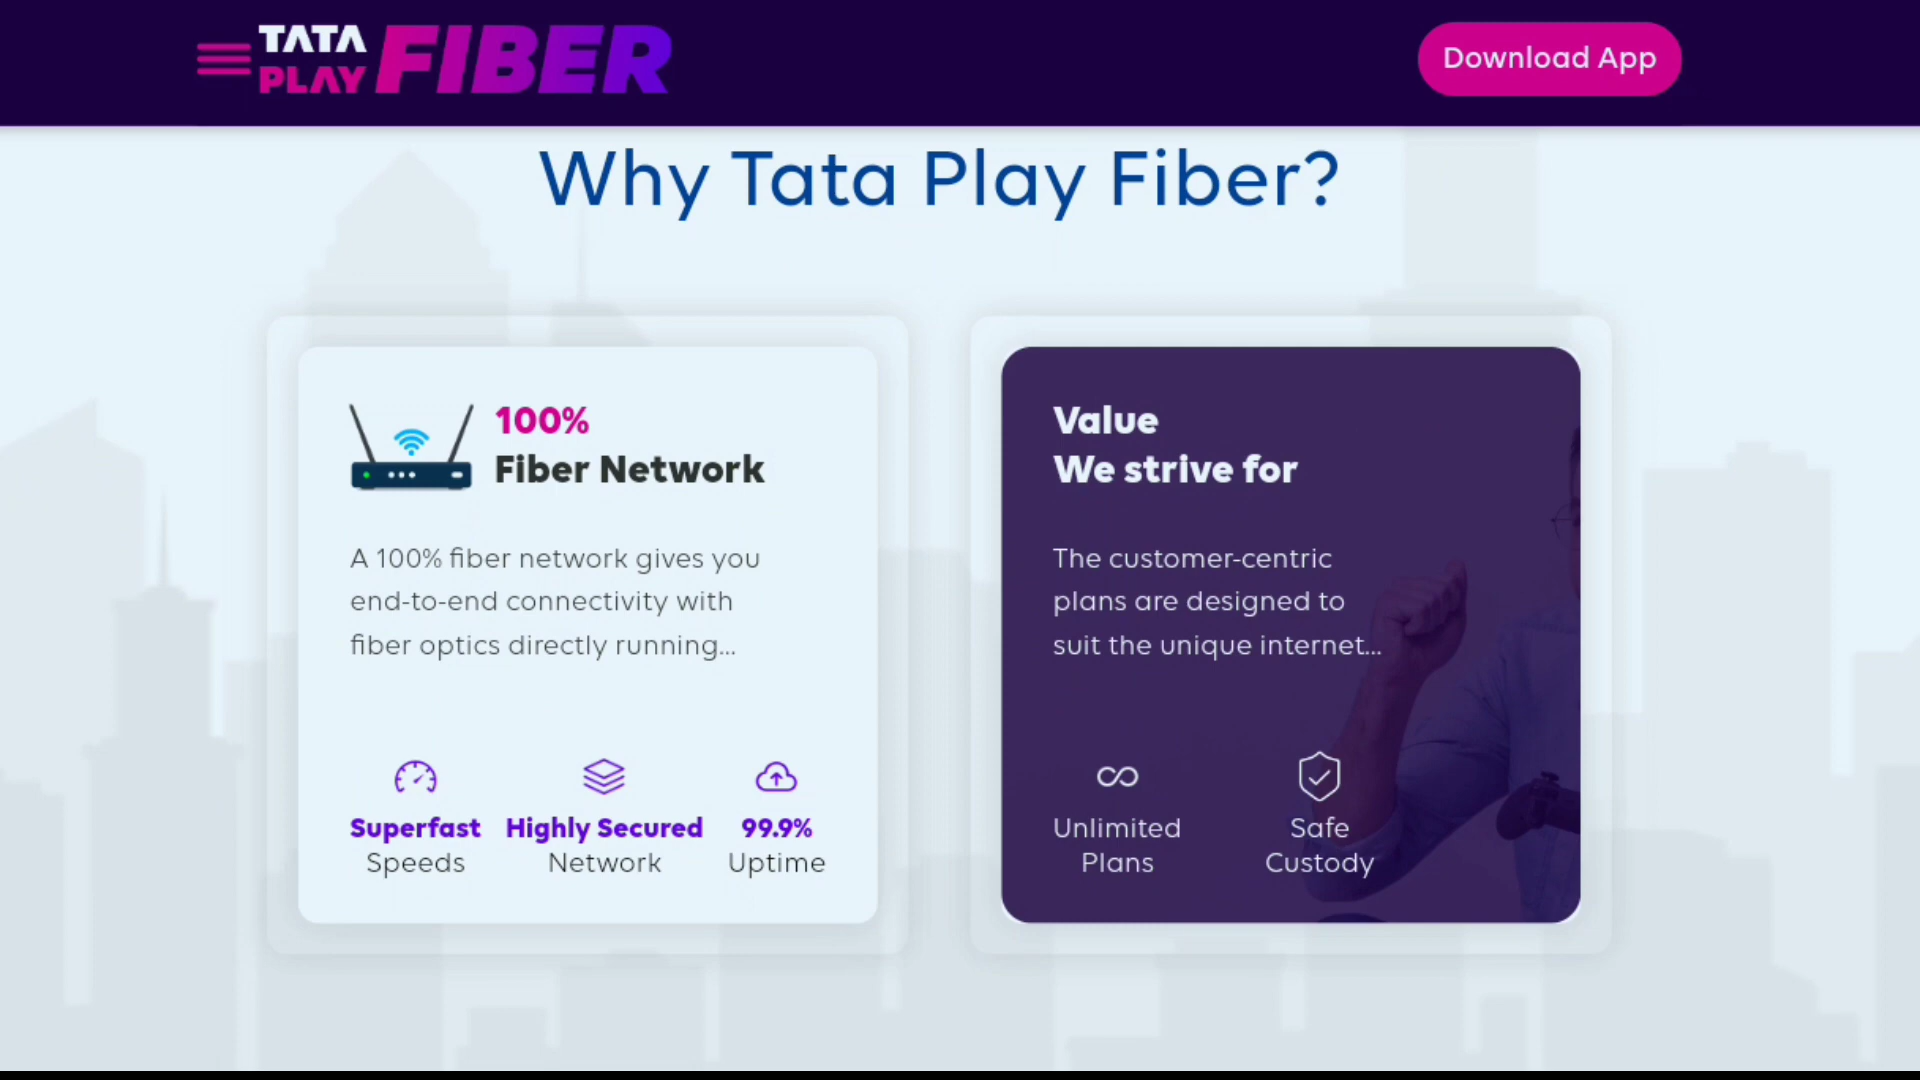 TATA
PLAY FIBER
Download App
Why Tata Play Fiber?
100%
Fiber Network
A 100% fiber network gives you
end-to-end connectivity with
fiber optics directly running...
Superfast
Speeds
Highly Secured
Network
99.9%
Uptime
Value
We strive for
The customer-centric
plans are designed to
suit the unique internet...
Unlimited
Plans
Safe
Custody